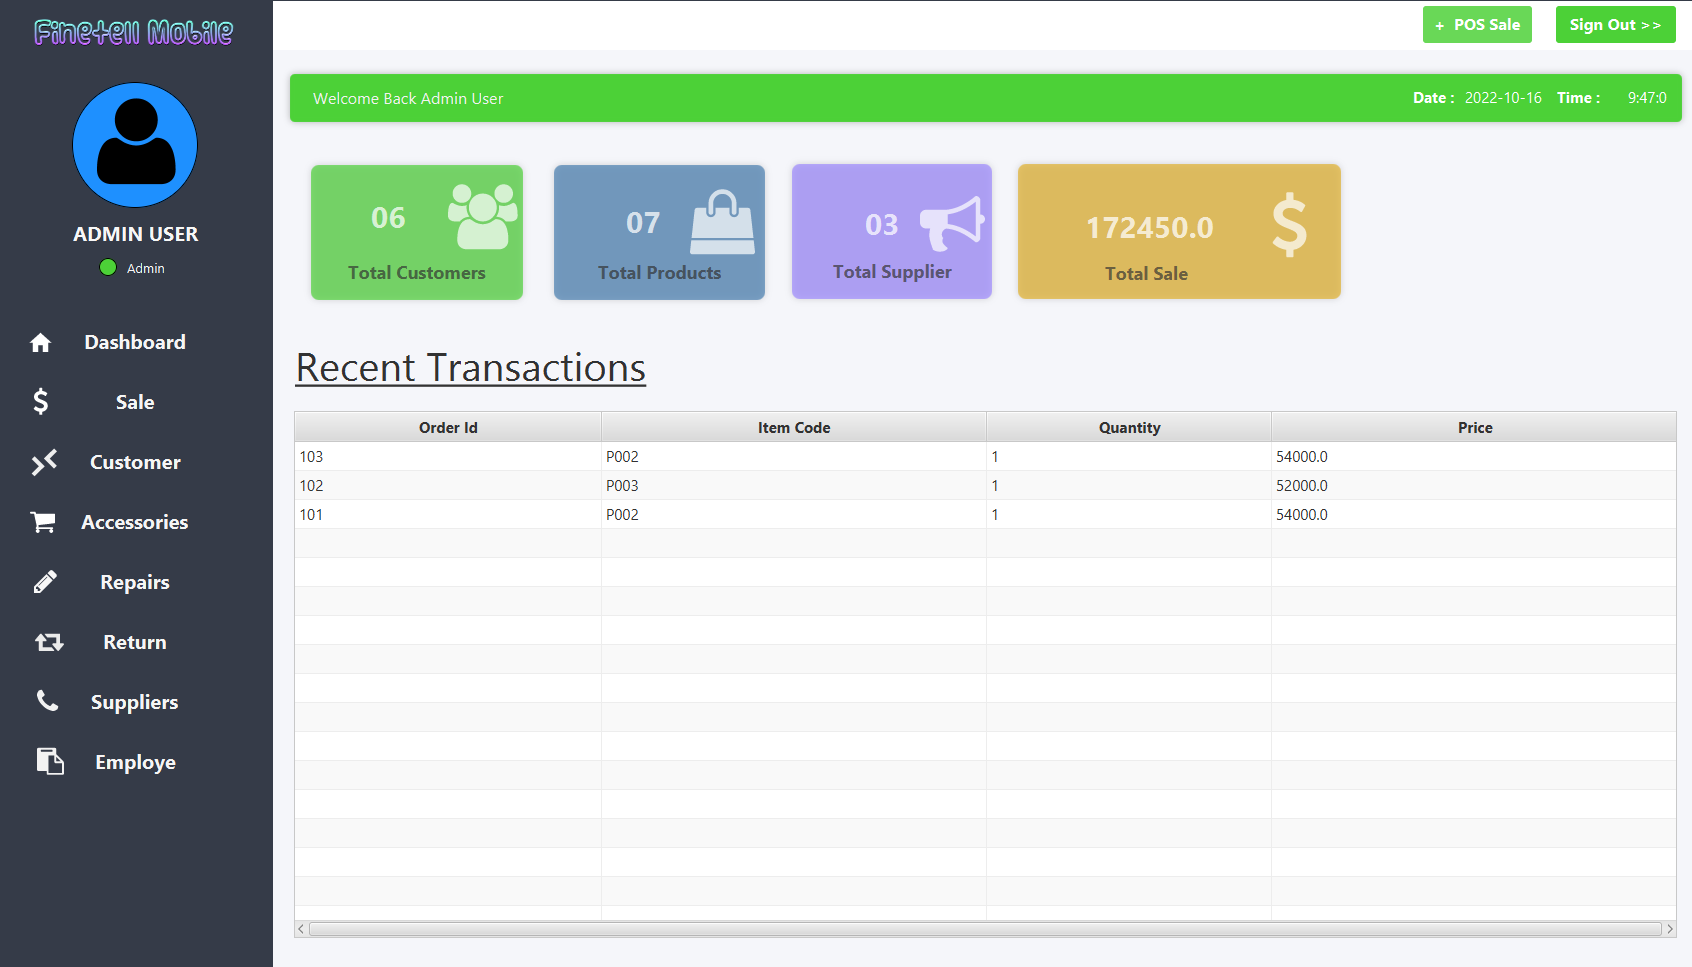 Finetell Mobile
ADMIN USER
Admin
Dashboard
Sale
Customer
Accessories
Repairs
Return
Suppliers
Employe
+ POS Sale
Sign Out >>
Welcome Back Admin User
Date : 2022-10-16 Time : 9:47:0
06
Total Customers
07
Total Products
03
Total Supplier
172450.0
Total Sale
Recent Transactions
Order Id Item Code Quantity Price
103 P002 1 54000.0
102 P003 1 52000.0
101 P002 1 54000.0